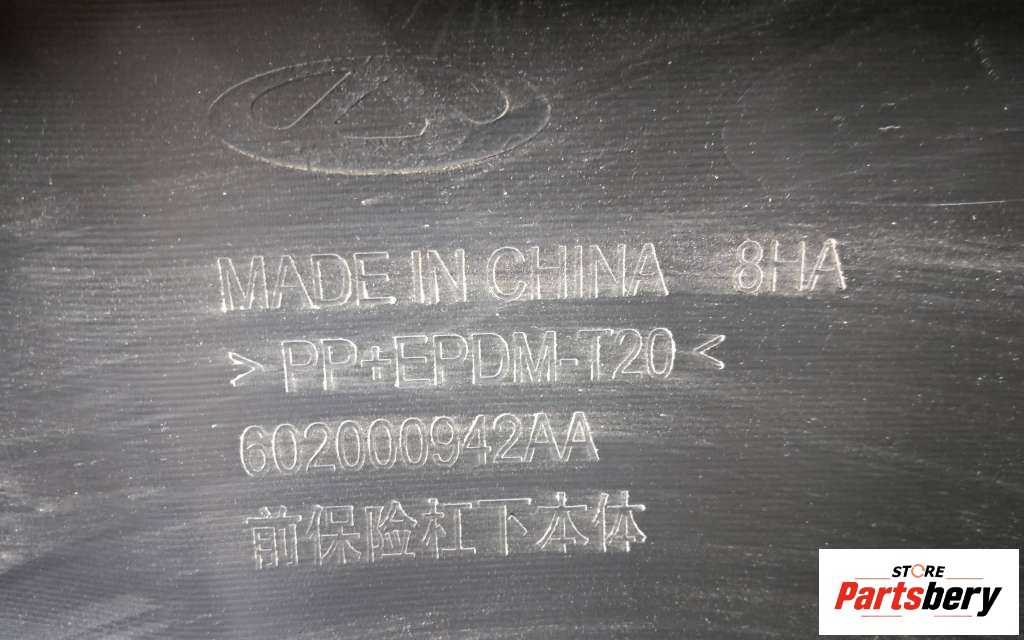 MADE IN CHINA 8HA
>PP+EPDM-T20<
602000942AA
前保险杠下本体
STORE
Partsbery